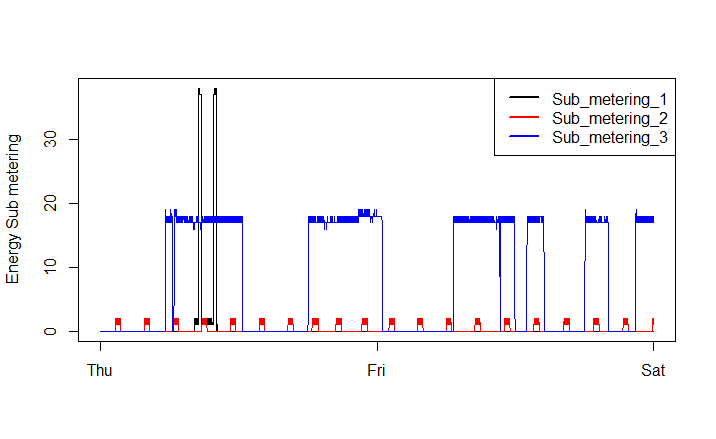 Sub_metering_1
Sub_metering_2
Sub_metering_3
Energy Sub metering
30
20
10
0
Thu Fri Sat